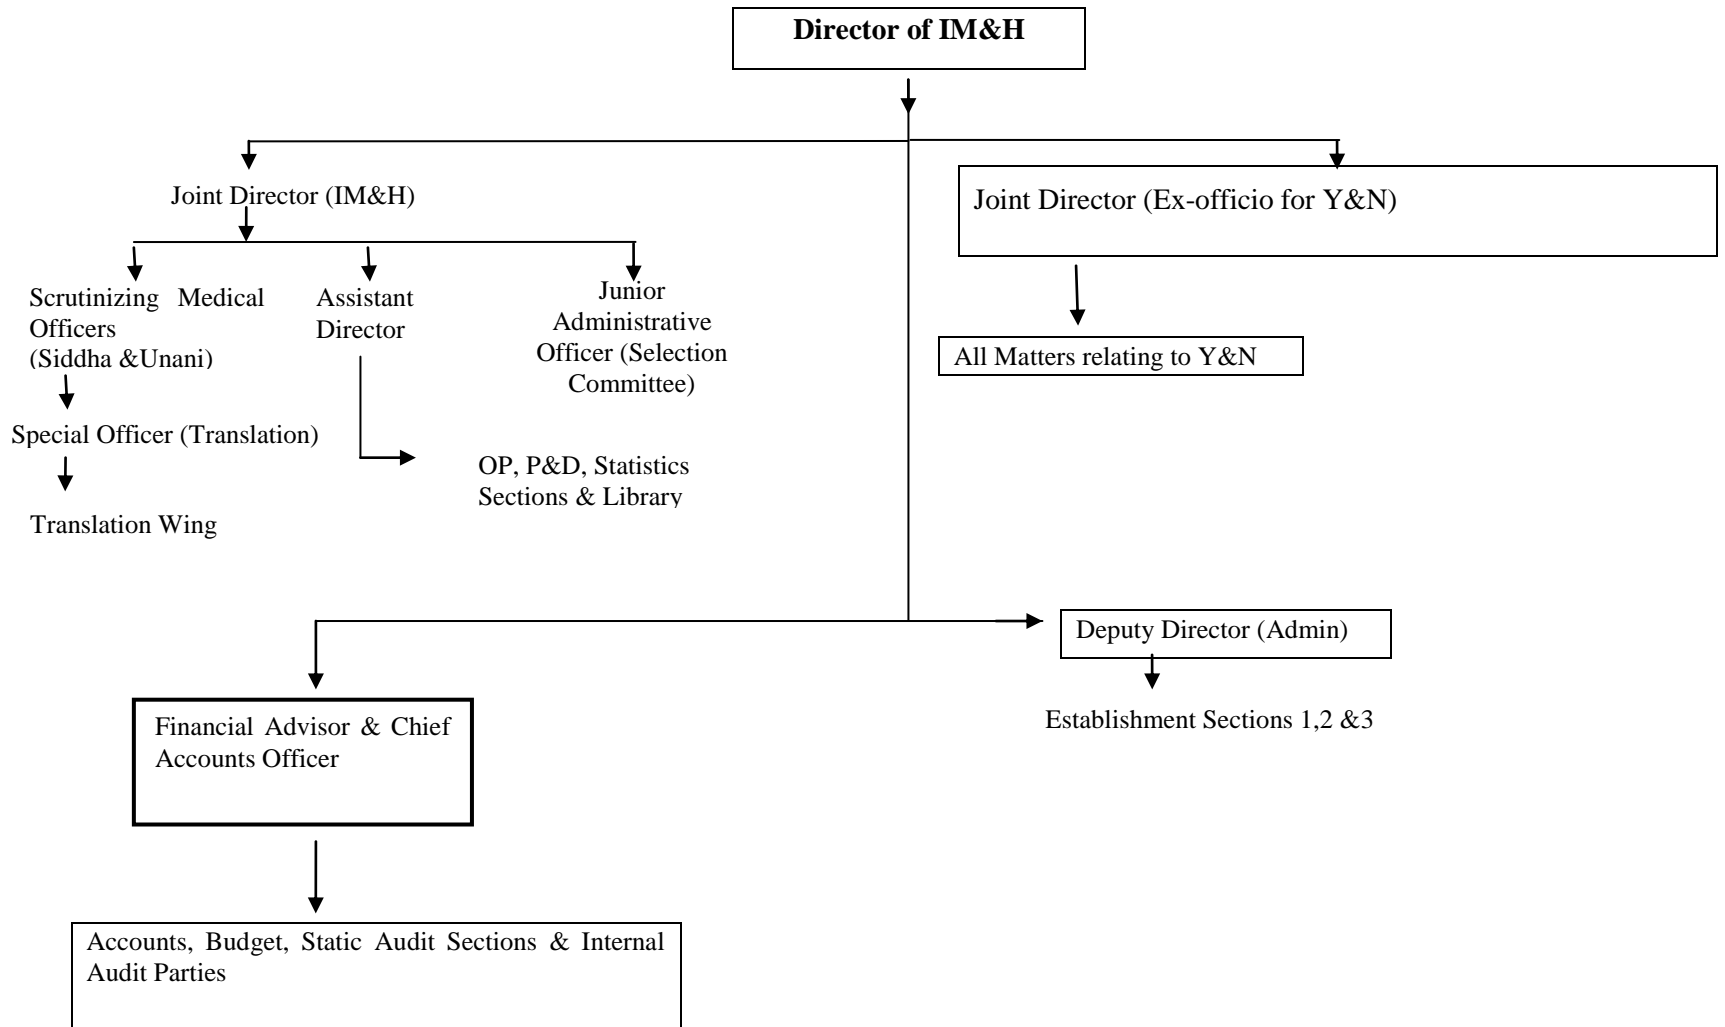 Director of IM&H
Joint Director (IM&H)
Joint Director (Ex-officio for Y&N)
Scrutinizing Medical
Officers
(Siddha &Unani)
Assistant
Director
Junior
Administrative
Officer (Selection
Committee)
All Matters relating to Y&N
Special Officer (Translation)
OP, P&D, Statistics
Sections & Library
Translation Wing
Deputy Director (Admin)
Establishment Sections 1,2 &3
Financial Advisor & Chief
Accounts Officer
Accounts, Budget, Static Audit Sections & Internal
Audit Parties